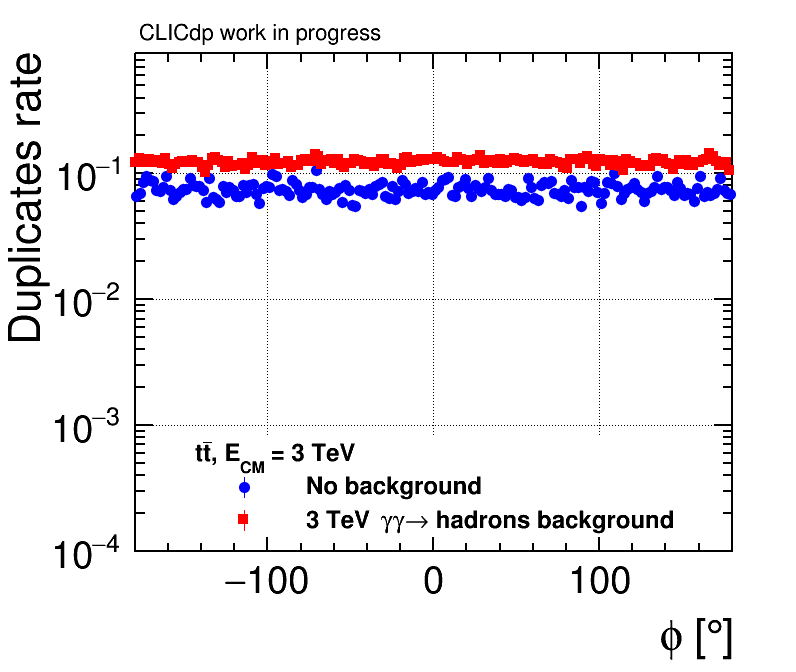 CLICdp work in progress
Duplicates rate
10⁻¹
10⁻²
10⁻³
10⁻⁴
tt̄, E_CM = 3 TeV
No background
3 TeV γγ→ hadrons background
−100 0 100
ϕ [°]